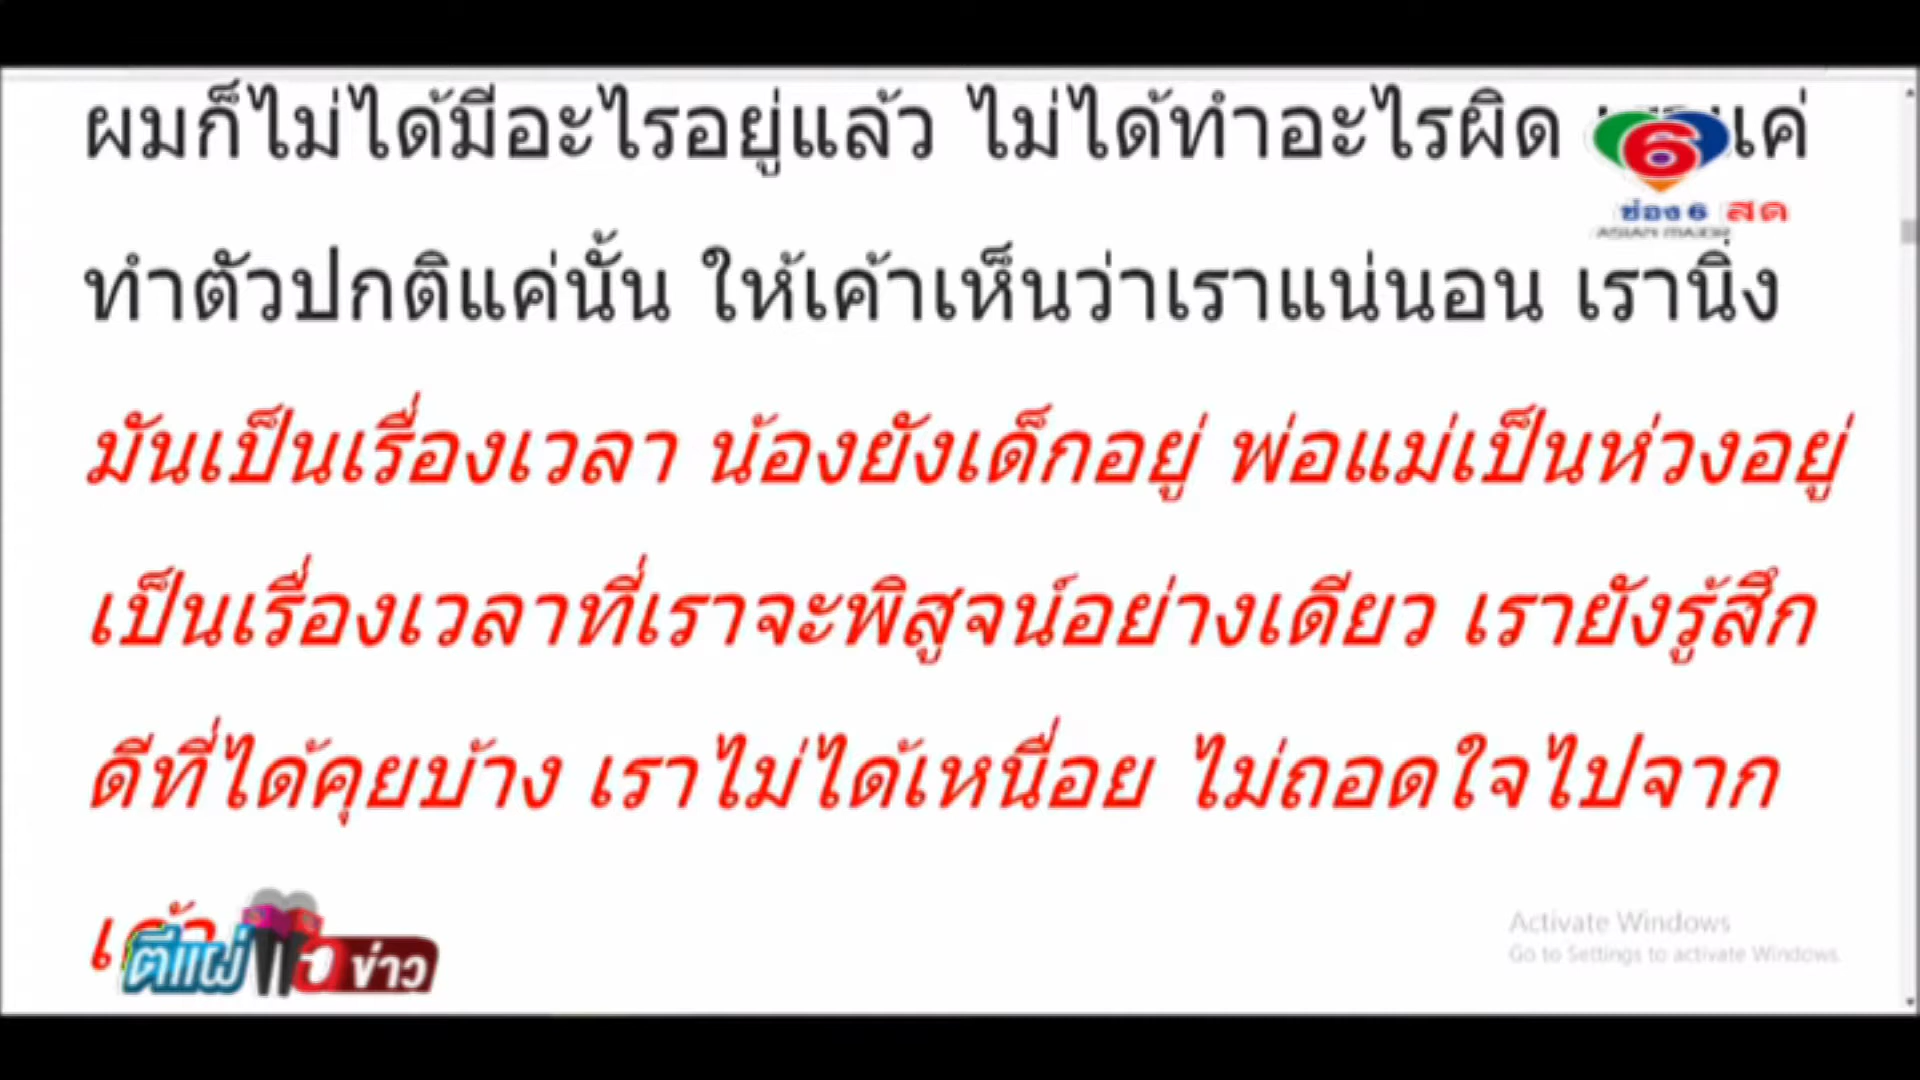 ผมก็ไม่ได้มีอะไรอยู่แล้ว ไม่ได้ทำอะไรผิด แค่
6
ช่อง 6 สด
ASIAN MAJOR
ทำตัวปกติแค่นั้น ให้เค้าเห็นว่าเราแน่นอน เรานิ่ง
มันเป็นเรื่องเวลา น้องยังเด็กอยู่ พ่อแม่เป็นห่วงอยู่
เป็นเรื่องเวลาที่เราจะพิสูจน์อย่างเดียว เรายังรู้สึก
ดีที่ได้คุยบ้าง เราไม่ได้เหนื่อย ไม่ถอดใจไปจาก
ตีแผ่ ข่าว
Activate Windows
Go to Settings to activate Windows.